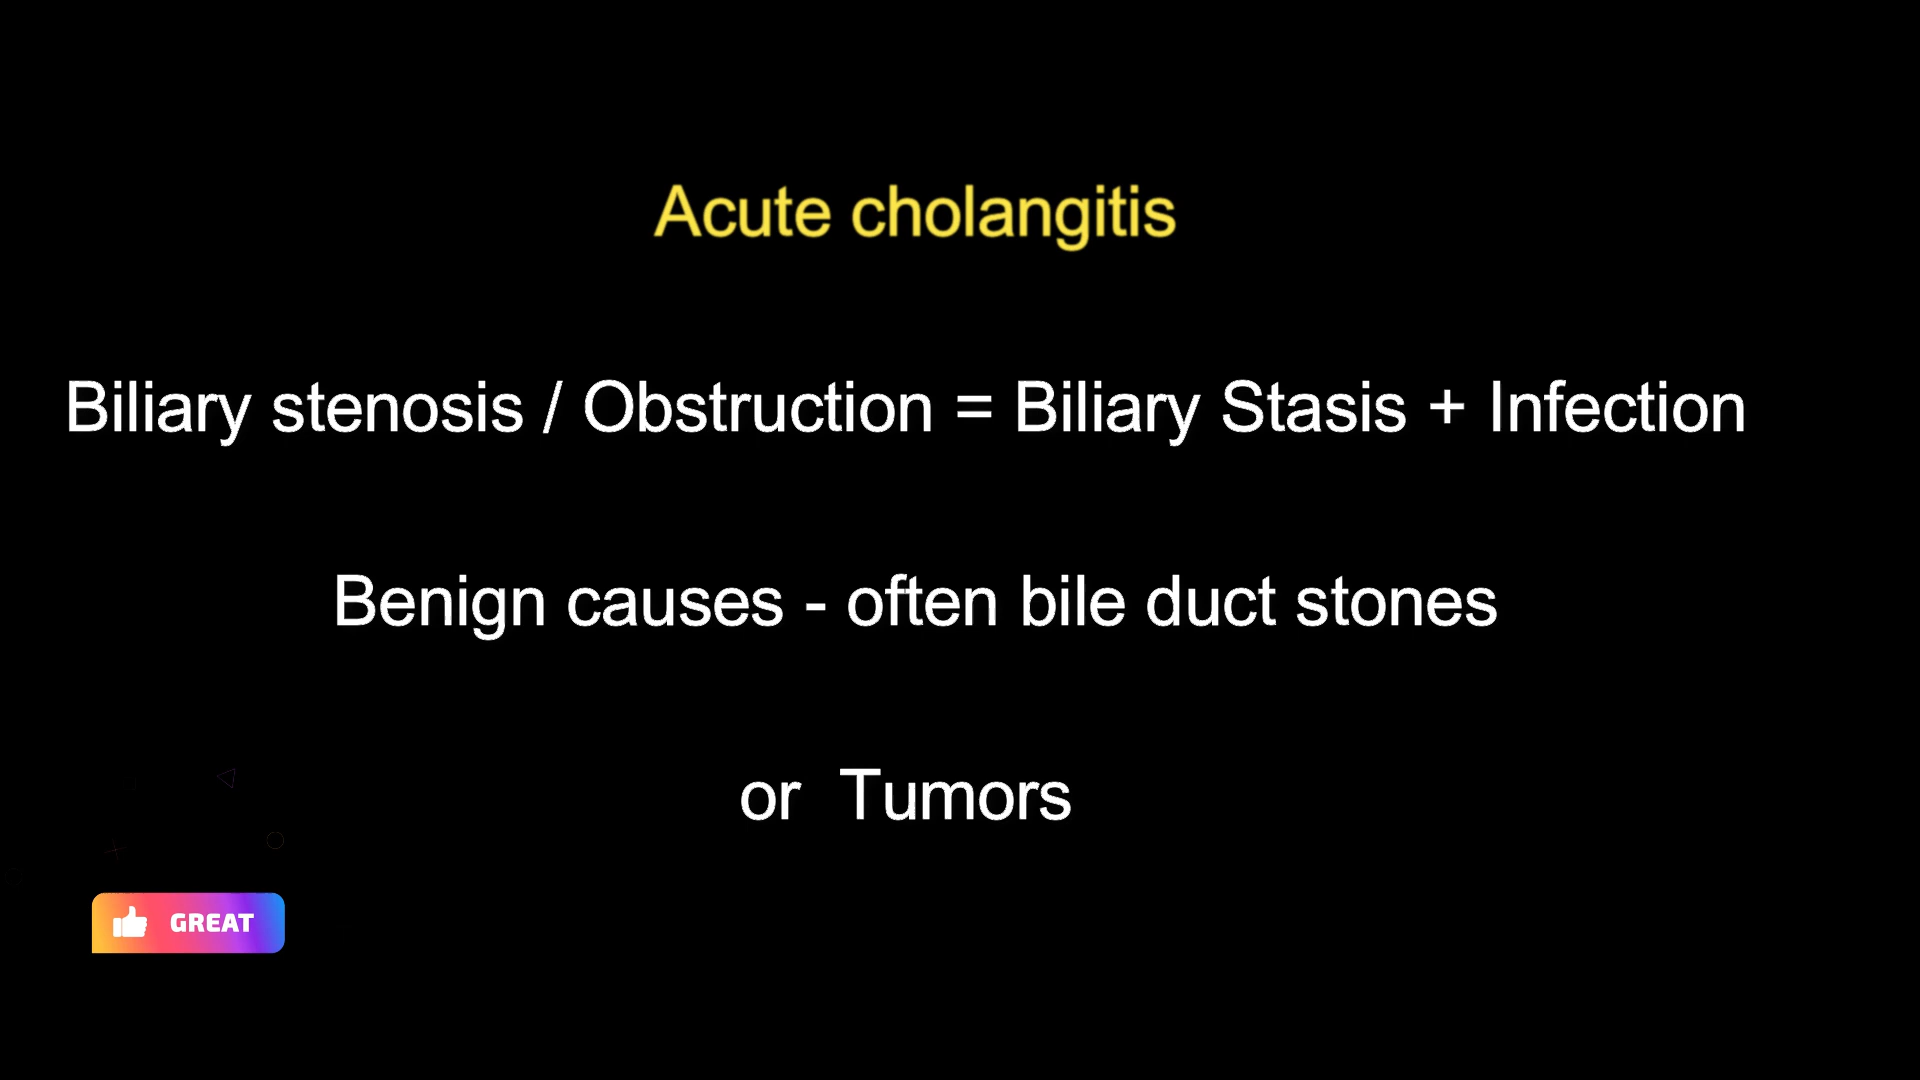 Acute cholangitis
Biliary stenosis / Obstruction = Biliary Stasis + Infection
Benign causes - often bile duct stones
or  Tumors
GREAT